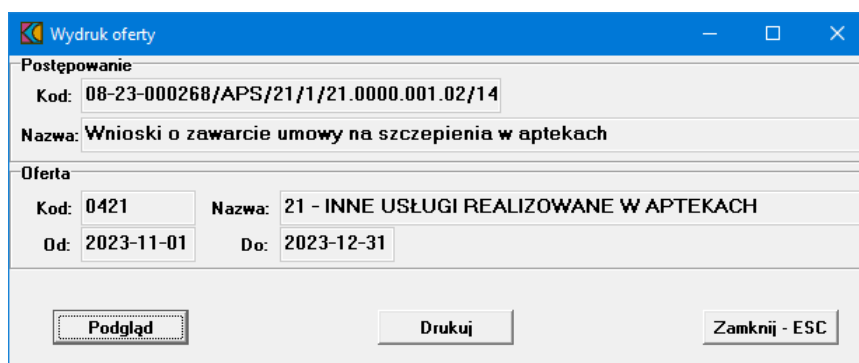 Wydruk oferty
Postępowanie
Kod: 08-23-000268/APS/21/1/21.0000.001.02/14
Nazwa: Wnioski o zawarcie umowy na szczepienia w aptekach
Oferta
Kod: 0421 Nazwa: 21 - INNE USŁUGI REALIZOWANE W APTEKACH
Od: 2023-11-01 Do: 2023-12-31
Podgląd Drukuj Zamknij - ESC